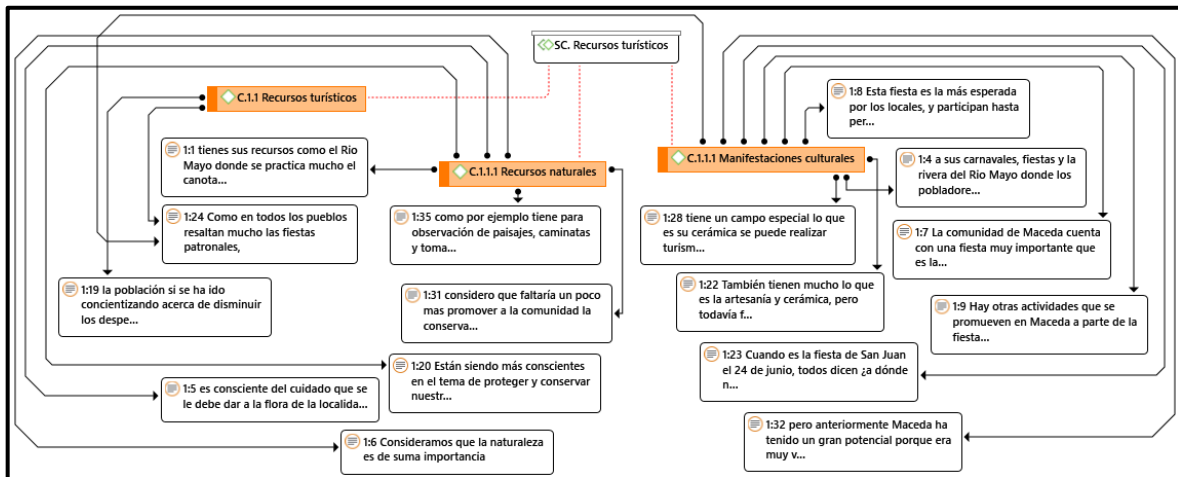 SC. Recursos turísticos
C.1.1 Recursos turísticos
1:8 Esta fiesta es la más esperada
por los locales, y participan hasta
per...
1:1 tienes sus recursos como el Rio
Mayo donde se practica mucho el
canota...
C.1.1.1 Recursos naturales
C.1.1.1 Manifestaciones culturales
1:4 a sus carnavales, fiestas y la
rivera del Rio Mayo donde los
pobladore...
1:24 Como en todos los pueblos
resaltan mucho las fiestas
patronales,
1:35 como por ejemplo tiene para
observación de paisajes, caminatas
y toma...
1:28 tiene un campo especial lo que
es su cerámica se puede realizar
turism...
1:7 La comunidad de Maceda cuenta
con una fiesta muy importante que
es la...
1:19 la población si se ha ido
concientizando acerca de disminuir
los despe...
1:31 considero que faltaría un poco
mas promover a la comunidad la
conserva...
1:22 También tienen mucho lo que
es la artesanía y cerámica, pero
todavía f...
1:9 Hay otras actividades que se
promueven en Maceda a parte de la
fiesta...
1:20 Están siendo más conscientes
en el tema de proteger y conservar
nuestr...
1:23 Cuando es la fiesta de San Juan
el 24 de junio, todos dicen ¿a dónde
n...
1:5 es consciente del cuidado que se
le debe dar a la flora de la localida...
1:6 Consideramos que la naturaleza
es de suma importancia
1:32 pero anteriormente Maceda ha
tenido un gran potencial porque era
muy v...